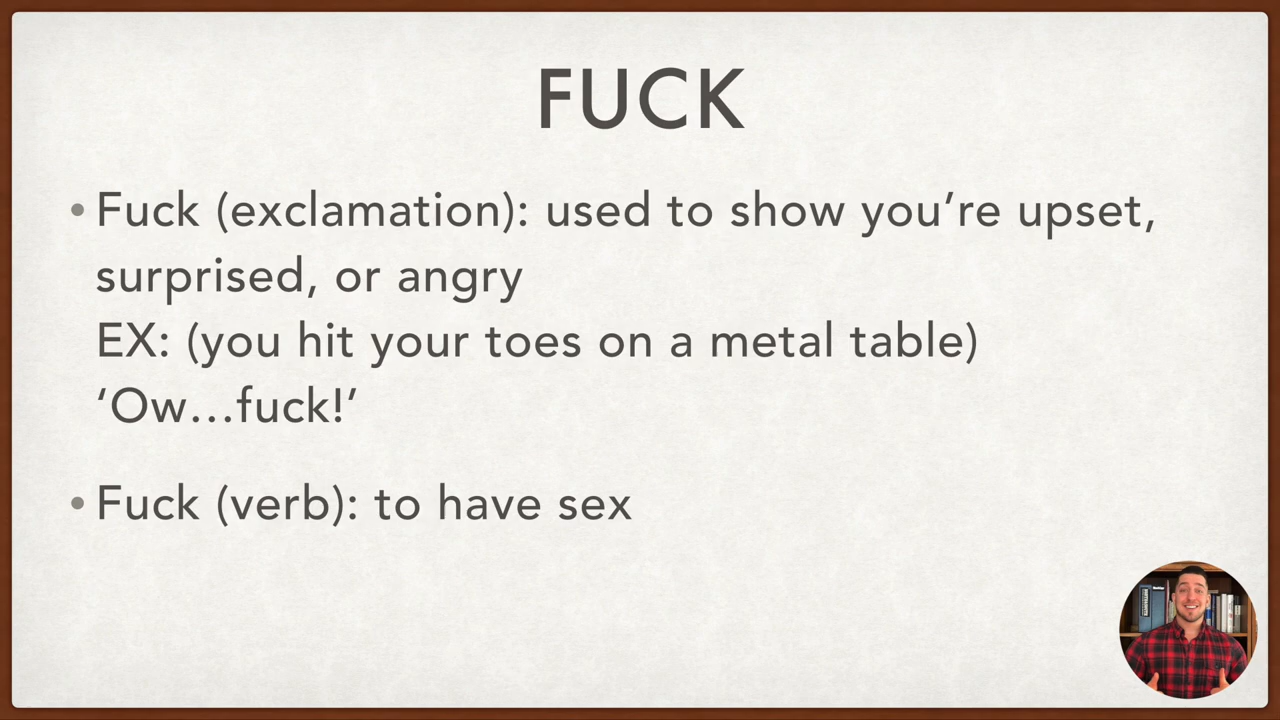 FUCK
• Fuck (exclamation): used to show you’re upset,
surprised, or angry
EX: (you hit your toes on a metal table)
‘Ow…fuck!’
• Fuck (verb): to have sex